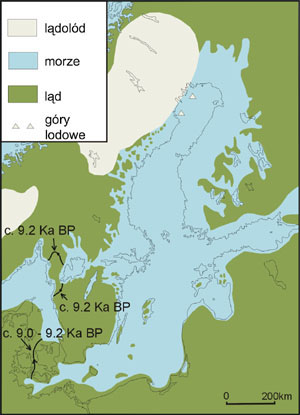 lądolód
morze
ląd
góry
lodowe
c. 9.2 Ka BP
c. 9.2 Ka BP
c. 9.0 - 9.2 Ka BP
0 200km